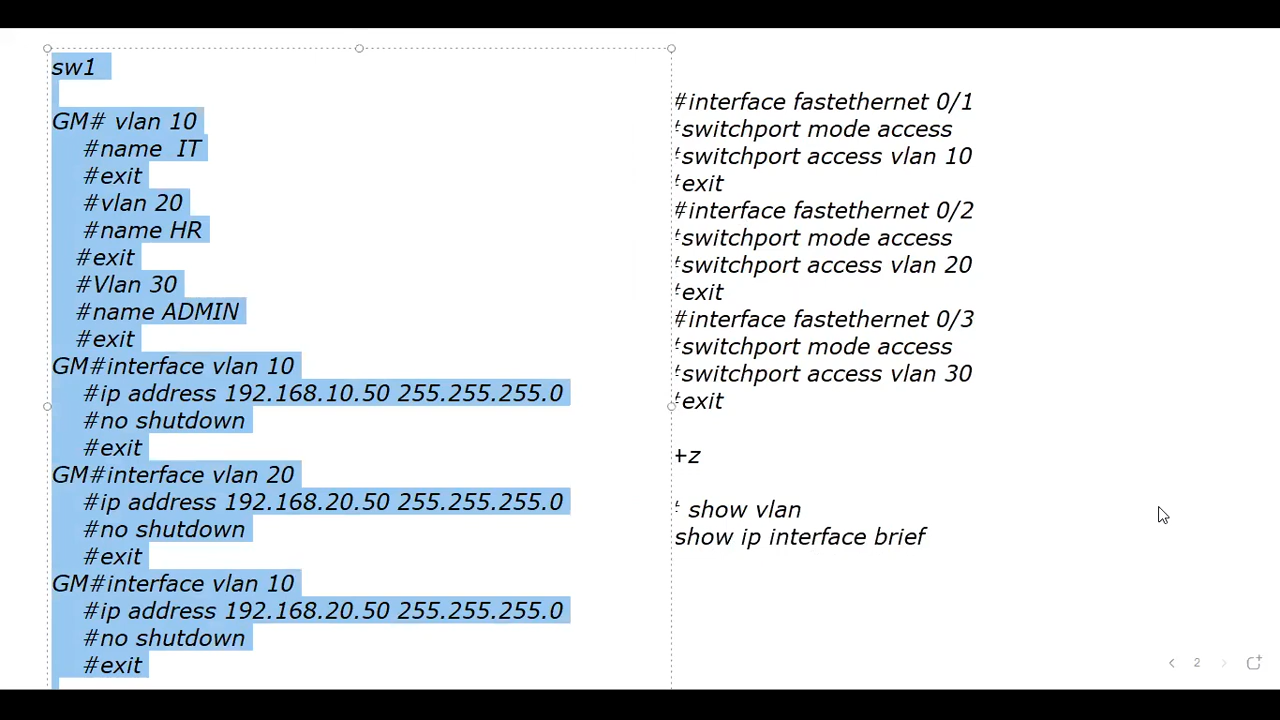 sw1
GM# vlan 10
#name  IT
#exit
#vlan 20
#name HR
#exit
#Vlan 30
#name ADMIN
#exit
GM#interface vlan 10
#ip address 192.168.10.50 255.255.255.0
#no shutdown
#exit
GM#interface vlan 20
#ip address 192.168.20.50 255.255.255.0
#no shutdown
#exit
GM#interface vlan 10
#ip address 192.168.20.50 255.255.255.0
#no shutdown
#exit
#interface fastethernet 0/1
switchport mode access
switchport access vlan 10
exit
#interface fastethernet 0/2
switchport mode access
switchport access vlan 20
exit
#interface fastethernet 0/3
switchport mode access
switchport access vlan 30
exit
+z
show vlan
show ip interface brief
2